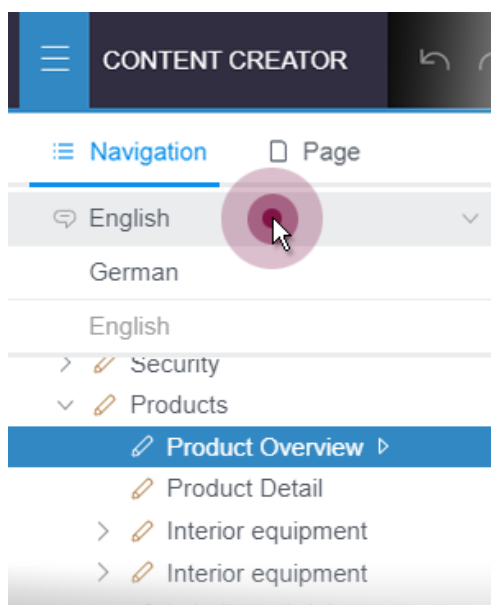 CONTENT CREATOR
Navigation Page
English
German
English
Security
Products
Product Overview
Product Detail
Interior equipment
Interior equipment